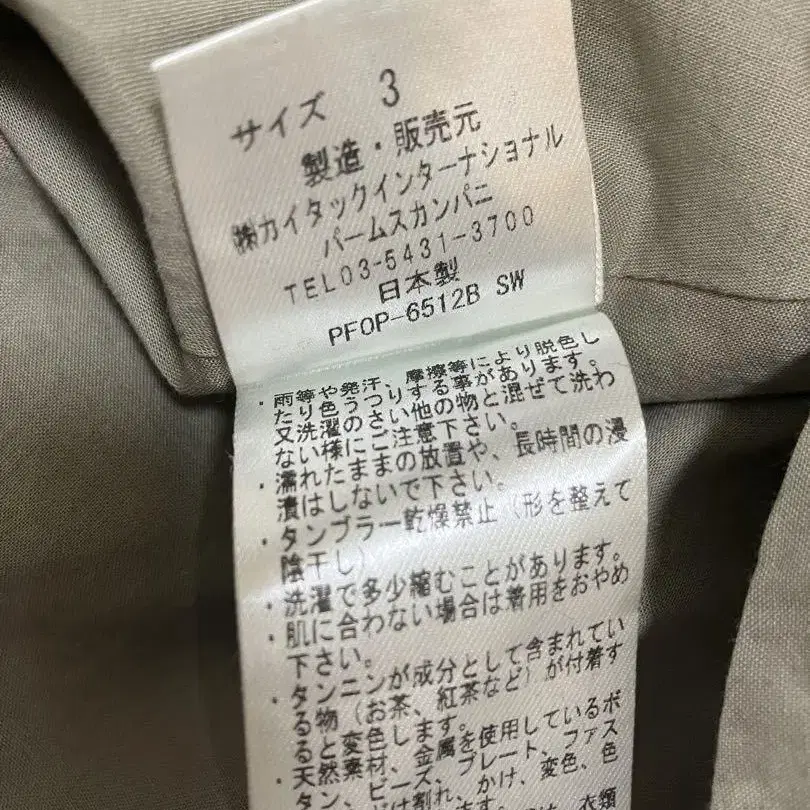 サイズ 3
製造・販売元
㈱カイタックインターナショナル
パームスカンパニ
TEL03-5431-3700
日本製
PFOP-6512B SW
・雨等や発汗、摩擦等により脱色し
たり色うつりする事があります。
又洗濯のさい他の物と混ぜて洗わ
ない様にご注意下さい。
・濡れたままの放置や、長時間の浸
漬はしないで下さい。
・タンブラー乾燥禁止（形を整えて
陰干し）
・洗濯で多少縮むことがあります。
・肌に合わない場合は着用をおやめ
下さい。
・タンニンが成分として含まれてい
る物（お茶、紅茶など）が付着す
ると変色します。
・天然素材、金属を使用しているボ
タン、ビーズ、プレート、ファス
割れ、かけ、変色、色
衣類